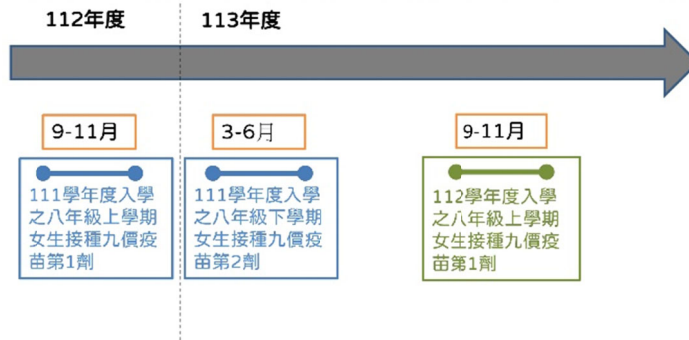 112年度
113年度
9-11月
3-6月
9-11月
111學年度入學
之八年級上學期
女生接種九價疫
苗第1劑
111學年度入學
之八年級下學期
女生接種九價疫
苗第2劑
112學年度入學
之八年級上學期
女生接種九價疫
苗第1劑